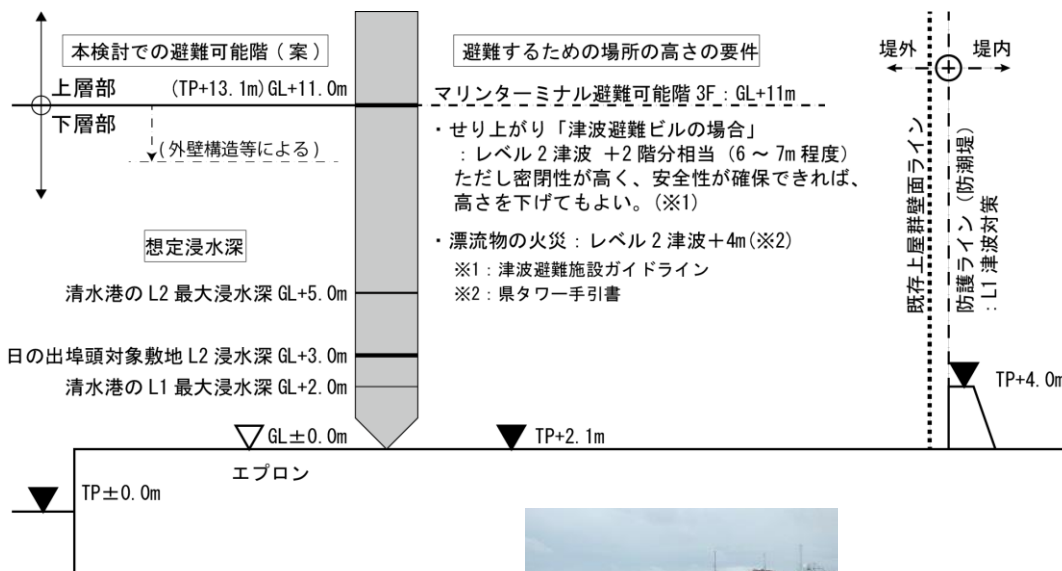 本検討での避難可能階(案)
避難するための場所の高さの要件
堤外
堤内
上層部
(TP+13.1m)GL+11.0m
マリンターミナル避難可能階 3F:GL+11m
下層部
(外壁構造等による)
・せり上がり「津波避難ビルの場合」
:レベル2津波 +2階分相当(6~7m程度)
ただし密閉性が高く、安全性が確保できれば、
高さを下げてもよい。(※1)
・漂流物の火災:レベル2津波+4m(※2)
※1:津波避難施設ガイドライン
※2:県タワー手引書
想定浸水深
清水港のL2最大浸水深 GL+5.0m
日の出埠頭対象敷地 L2浸水深 GL+3.0m
清水港のL1最大浸水深 GL+2.0m
既存上屋群壁面ライン
防護ライン(防潮堤)
:L1津波対策
TP+4.0m
GL±0.0m
TP+2.1m
エプロン
TP±0.0m